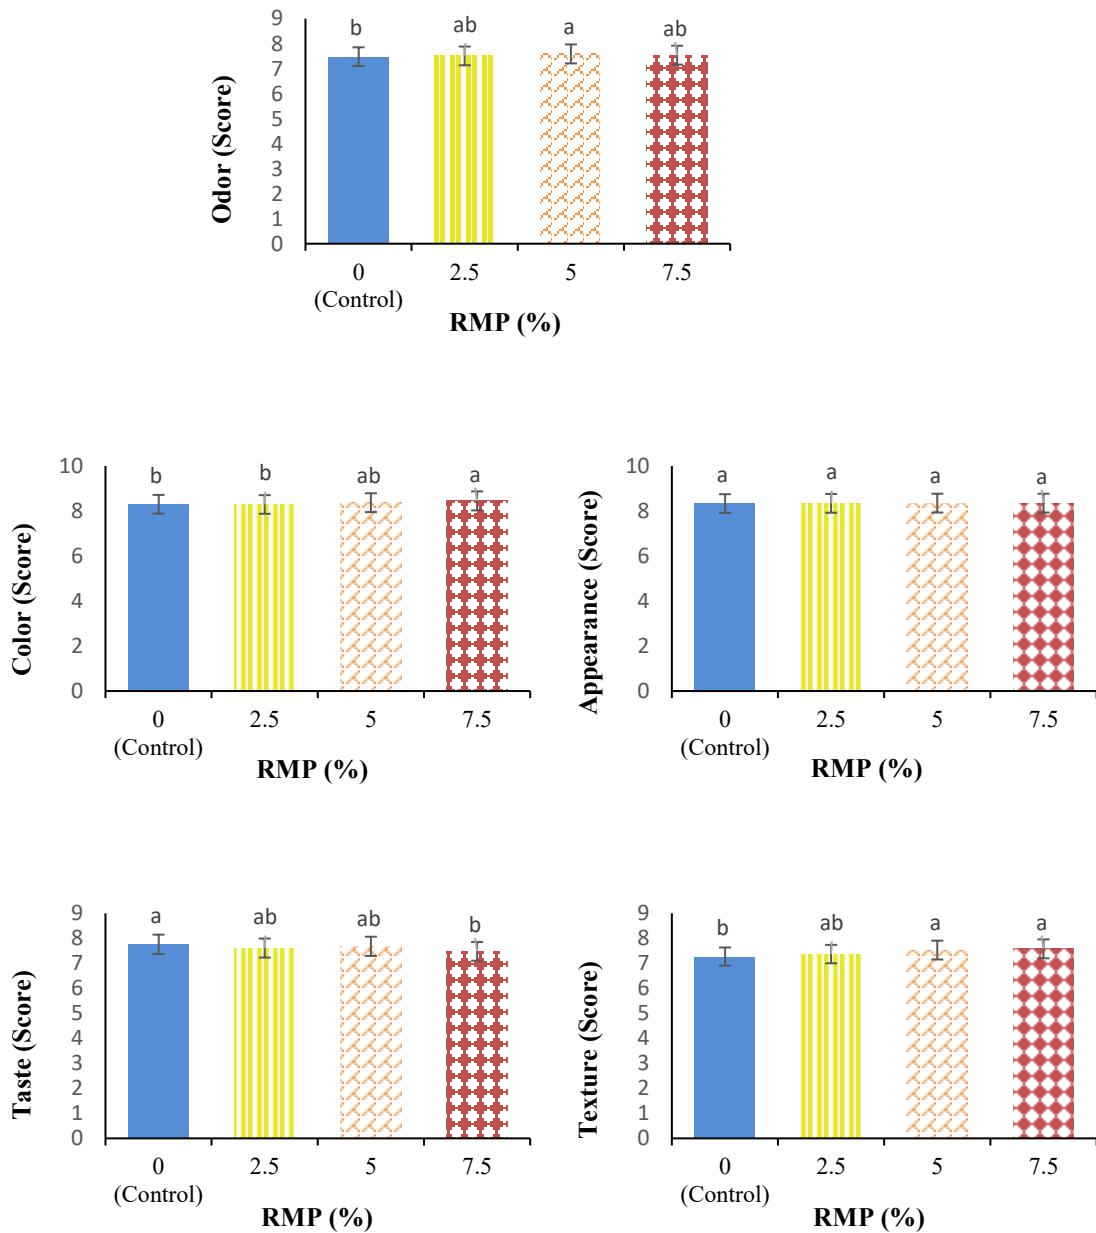 9
8
7
6
5
4
3
2
1
0
Odor (Score)
b
ab
a
ab
0
(Control)
2.5
5
7.5
RMP (%)
10
8
6
4
2
0
Color (Score)
b
b
ab
a
0
(Control)
2.5
5
7.5
RMP (%)
10
8
6
4
2
0
Appearance (Score)
a
a
a
a
0
(Control)
2.5
5
7.5
RMP (%)
9
8
7
6
5
4
3
2
1
0
Taste (Score)
a
ab
ab
b
0
(Control)
2.5
5
7.5
RMP (%)
9
8
7
6
5
4
3
2
1
0
Texture (Score)
b
ab
a
a
0
(Control)
2.5
5
7.5
RMP (%)